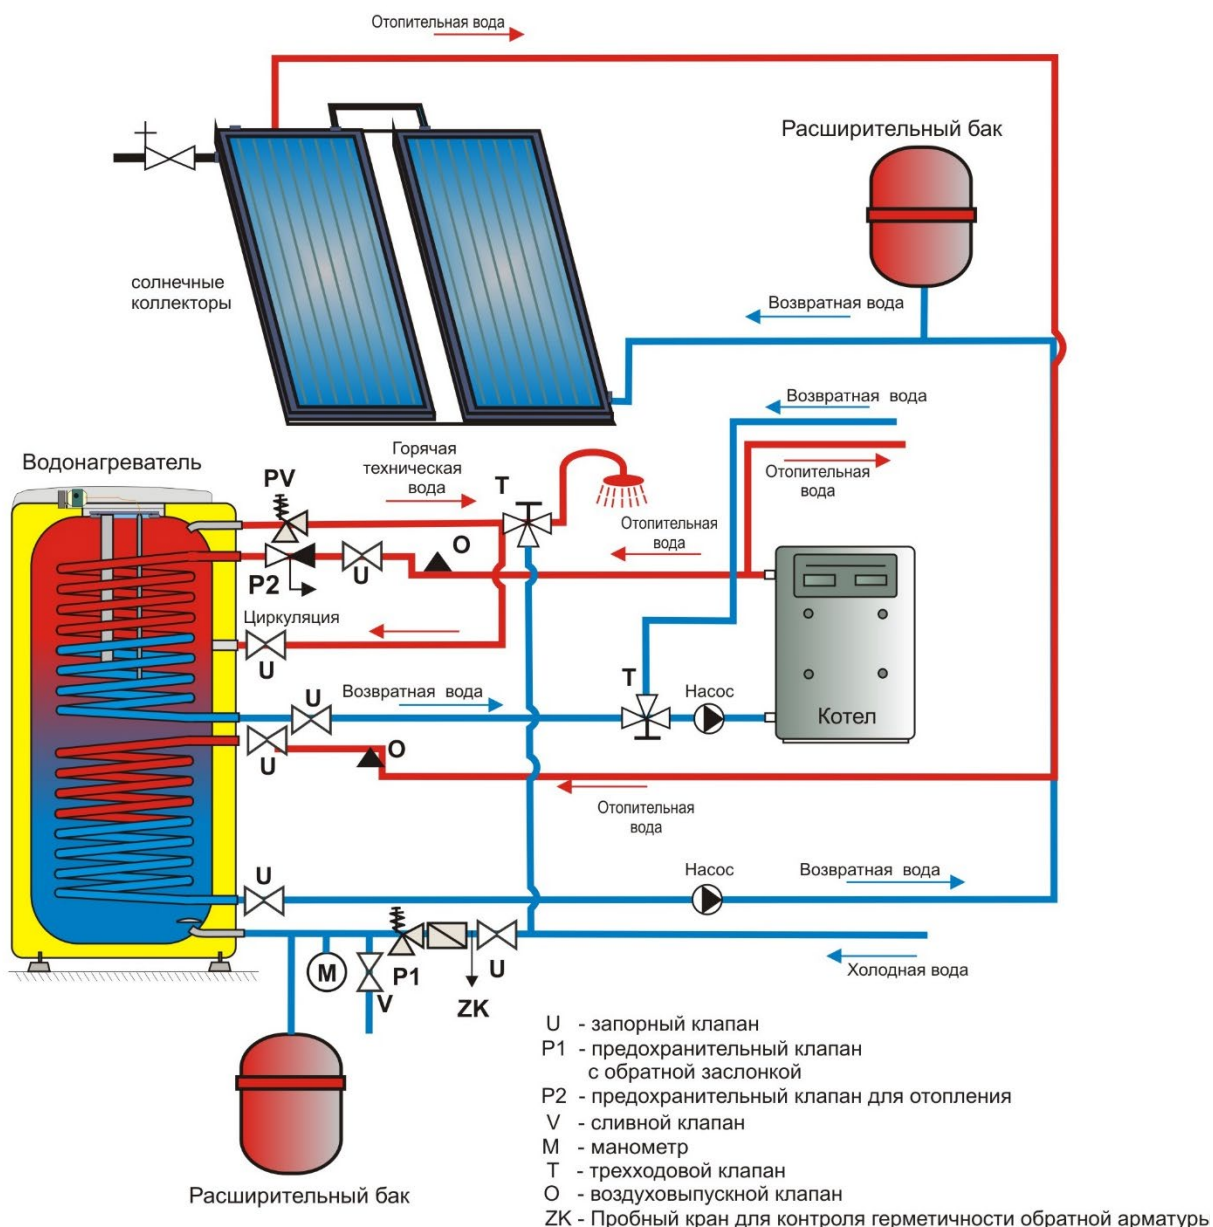 Отопительная вода
Расширительный бак
солнечные
коллекторы
Возвратная вода
Возвратная вода
Водонагреватель
Горячая
техническая
вода
PV
T
Отопительная
вода
Отопительная
вода
O
P2
U
Циркуляция
U
T
Возвратная вода
U
Насос
Котел
U
O
Отопительная
вода
U
Насос
Возвратная вода
M
V
P1
ZK
U
Холодная вода
Расширительный бак
U - запорный клапан
P1 - предохранительный клапан
с обратной заслонкой
P2 - предохранительный клапан для отопления
V - сливной клапан
M - манометр
T - трехходовой клапан
O - воздуховыпускной клапан
ZK - Пробный кран для контроля герметичности обратной арматуры